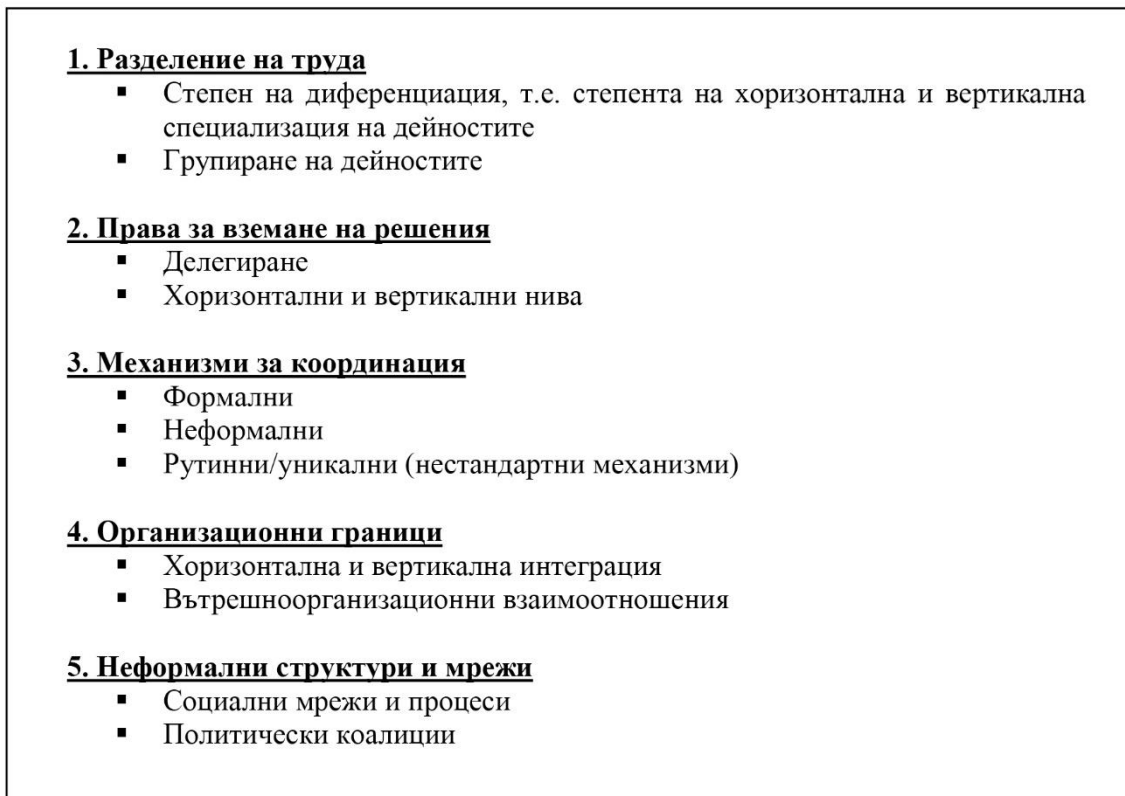 1. Разделение на труда
▪ Степен на диференциация, т.е. степента на хоризонтална и вертикална
специализация на дейностите
▪ Групиране на дейностите
2. Права за вземане на решения
▪ Делегиране
▪ Хоризонтални и вертикални нива
3. Механизми за координация
▪ Формални
▪ Неформални
▪ Рутинни/уникални (нестандартни механизми)
4. Организационни граници
▪ Хоризонтална и вертикална интеграция
▪ Вътрешноорганизационни взаимоотношения
5. Неформални структури и мрежи
▪ Социални мрежи и процеси
▪ Политически коалиции